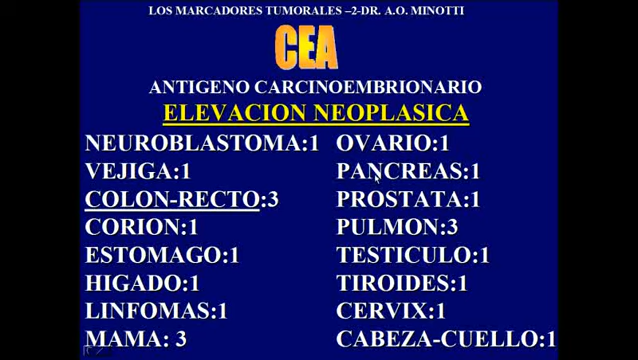 LOS MARCADORES TUMORALES –2-DR. A.O. MINOTTI
CEA
ANTIGENO CARCINOEMBRIONARIO
ELEVACION NEOPLASICA
NEUROBLASTOMA:1
VEJIGA:1
COLON-RECTO:3
CORION:1
ESTOMAGO:1
HIGADO:1
LINFOMAS:1
MAMA: 3
OVARIO:1
PANCREAS:1
PROSTATA:1
PULMON:3
TESTICULO:1
TIROIDES:1
CERVIX:1
CABEZA-CUELLO:1